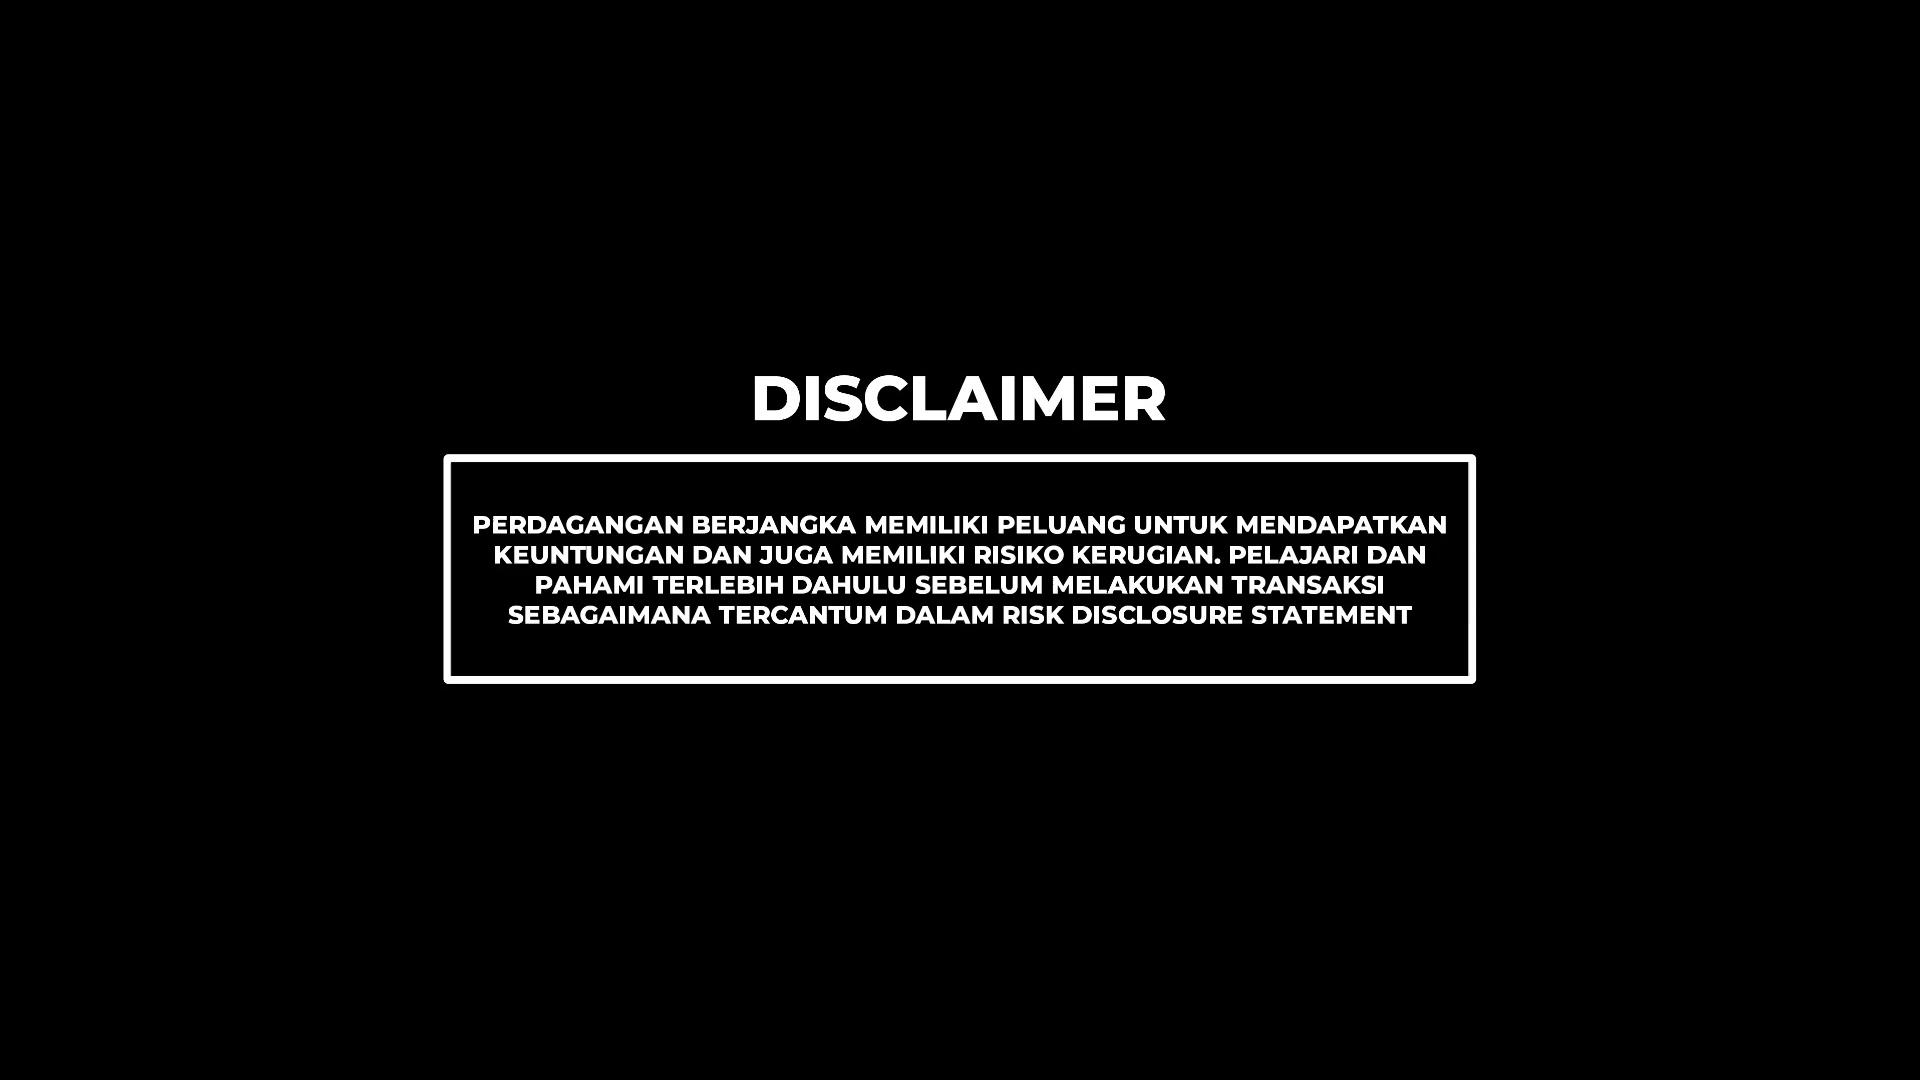 DISCLAIMER
PERDAGANGAN BERJANGKA MEMILIKI PELUANG UNTUK MENDAPATKAN
KEUNTUNGAN DAN JUGA MEMILIKI RISIKO KERUGIAN. PELAJARI DAN
PAHAMI TERLEBIH DAHULU SEBELUM MELAKUKAN TRANSAKSI
SEBAGAIMANA TERCANTUM DALAM RISK DISCLOSURE STATEMENT